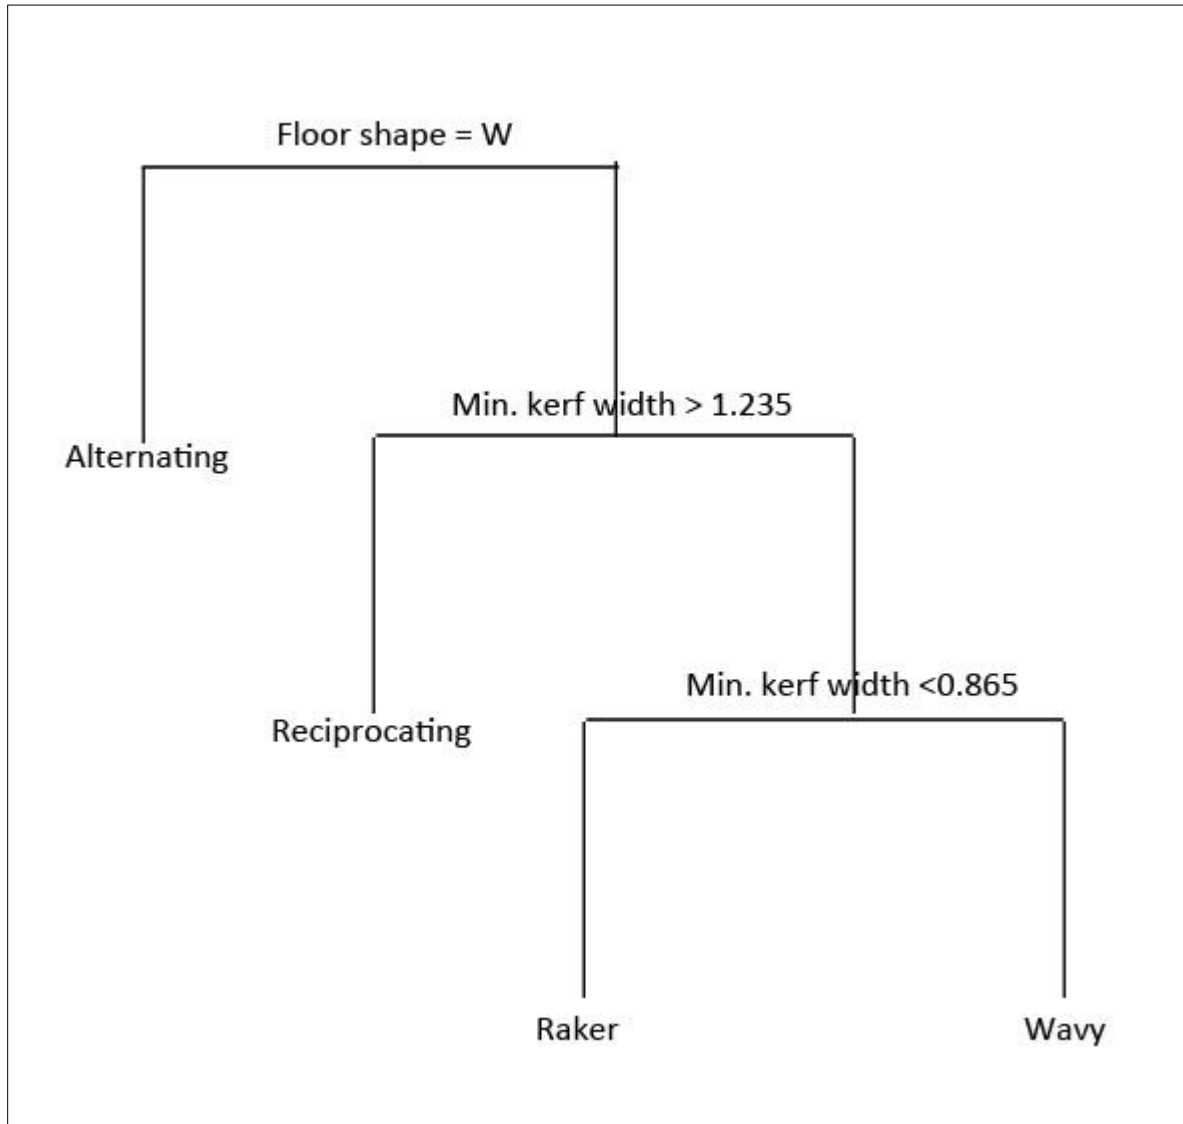 Floor shape = W
Min. kerf width > 1.235
Alternating
Min. kerf width <0.865
Reciprocating
Raker
Wavy